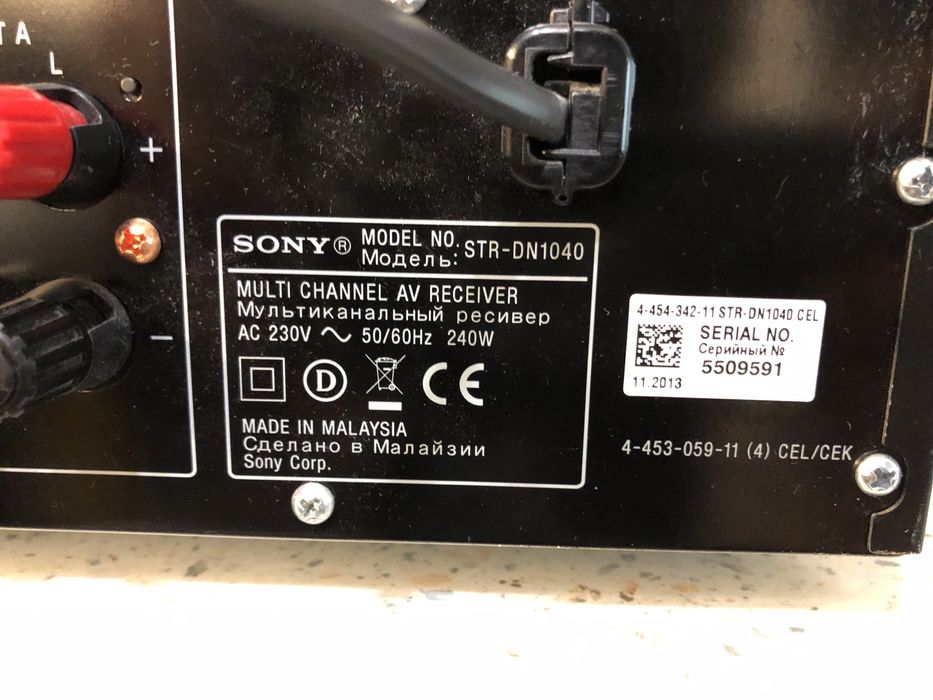 TA
L
+
−
SONY® MODEL NO. STR-DN1040
Модель:
MULTI CHANNEL AV RECEIVER
Мультиканальный ресивер
AC 230V ~ 50/60Hz 240W
D CE
MADE IN MALAYSIA
Сделано в Малайзии
Sony Corp.
4-454-342-11 STR-DN1040 CEL
SERIAL NO.
Серийный №
5509591
11.2013
4-453-059-11 (4) CEL/CEK